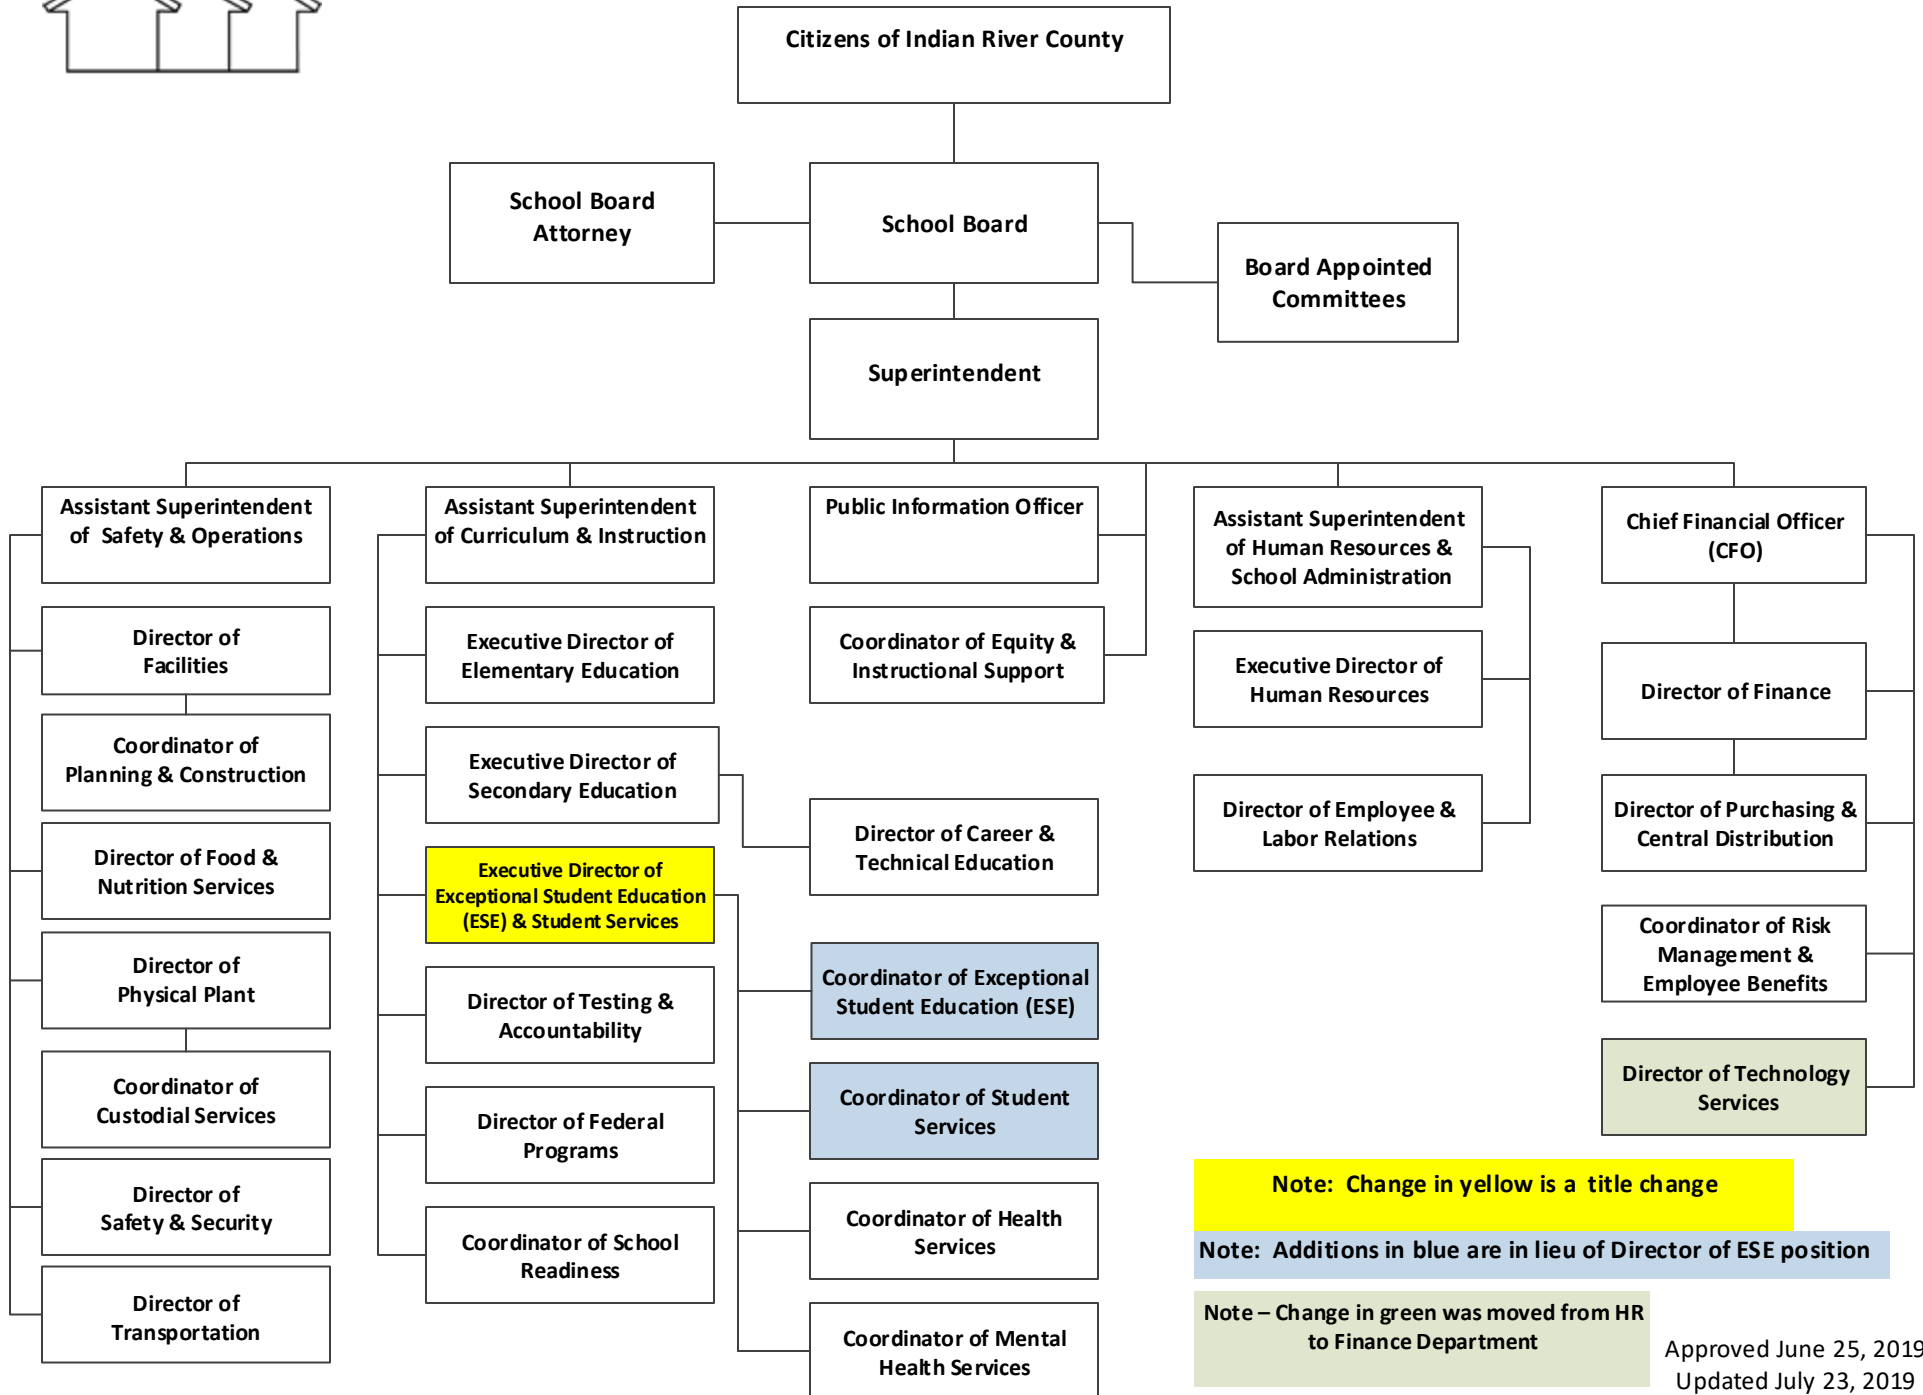 Citizens of Indian River County
School Board
Attorney
School Board
Board Appointed
Committees
Superintendent
Assistant Superintendent
of Safety & Operations
Director of
Facilities
Coordinator of
Planning & Construction
Director of Food &
Nutrition Services
Director of
Physical Plant
Coordinator of
Custodial Services
Director of
Safety & Security
Director of
Transportation
Assistant Superintendent
of Curriculum & Instruction
Executive Director of
Elementary Education
Executive Director of
Secondary Education
Executive Director of
Exceptional Student Education
(ESE) & Student Services
Director of Testing &
Accountability
Director of Federal
Programs
Coordinator of School
Readiness
Public Information Officer
Coordinator of Equity &
Instructional Support
Director of Career &
Technical Education
Coordinator of Exceptional
Student Education (ESE)
Coordinator of Student
Services
Coordinator of Health
Services
Coordinator of Mental
Health Services
Assistant Superintendent
of Human Resources &
School Administration
Executive Director of
Human Resources
Director of Employee &
Labor Relations
Chief Financial Officer
(CFO)
Director of Finance
Director of Purchasing &
Central Distribution
Coordinator of Risk
Management &
Employee Benefits
Director of Technology
Services
Note: Change in yellow is a title change
Note: Additions in blue are in lieu of Director of ESE position
Note – Change in green was moved from HR
to Finance Department
Approved June 25, 2019
Updated July 23, 2019